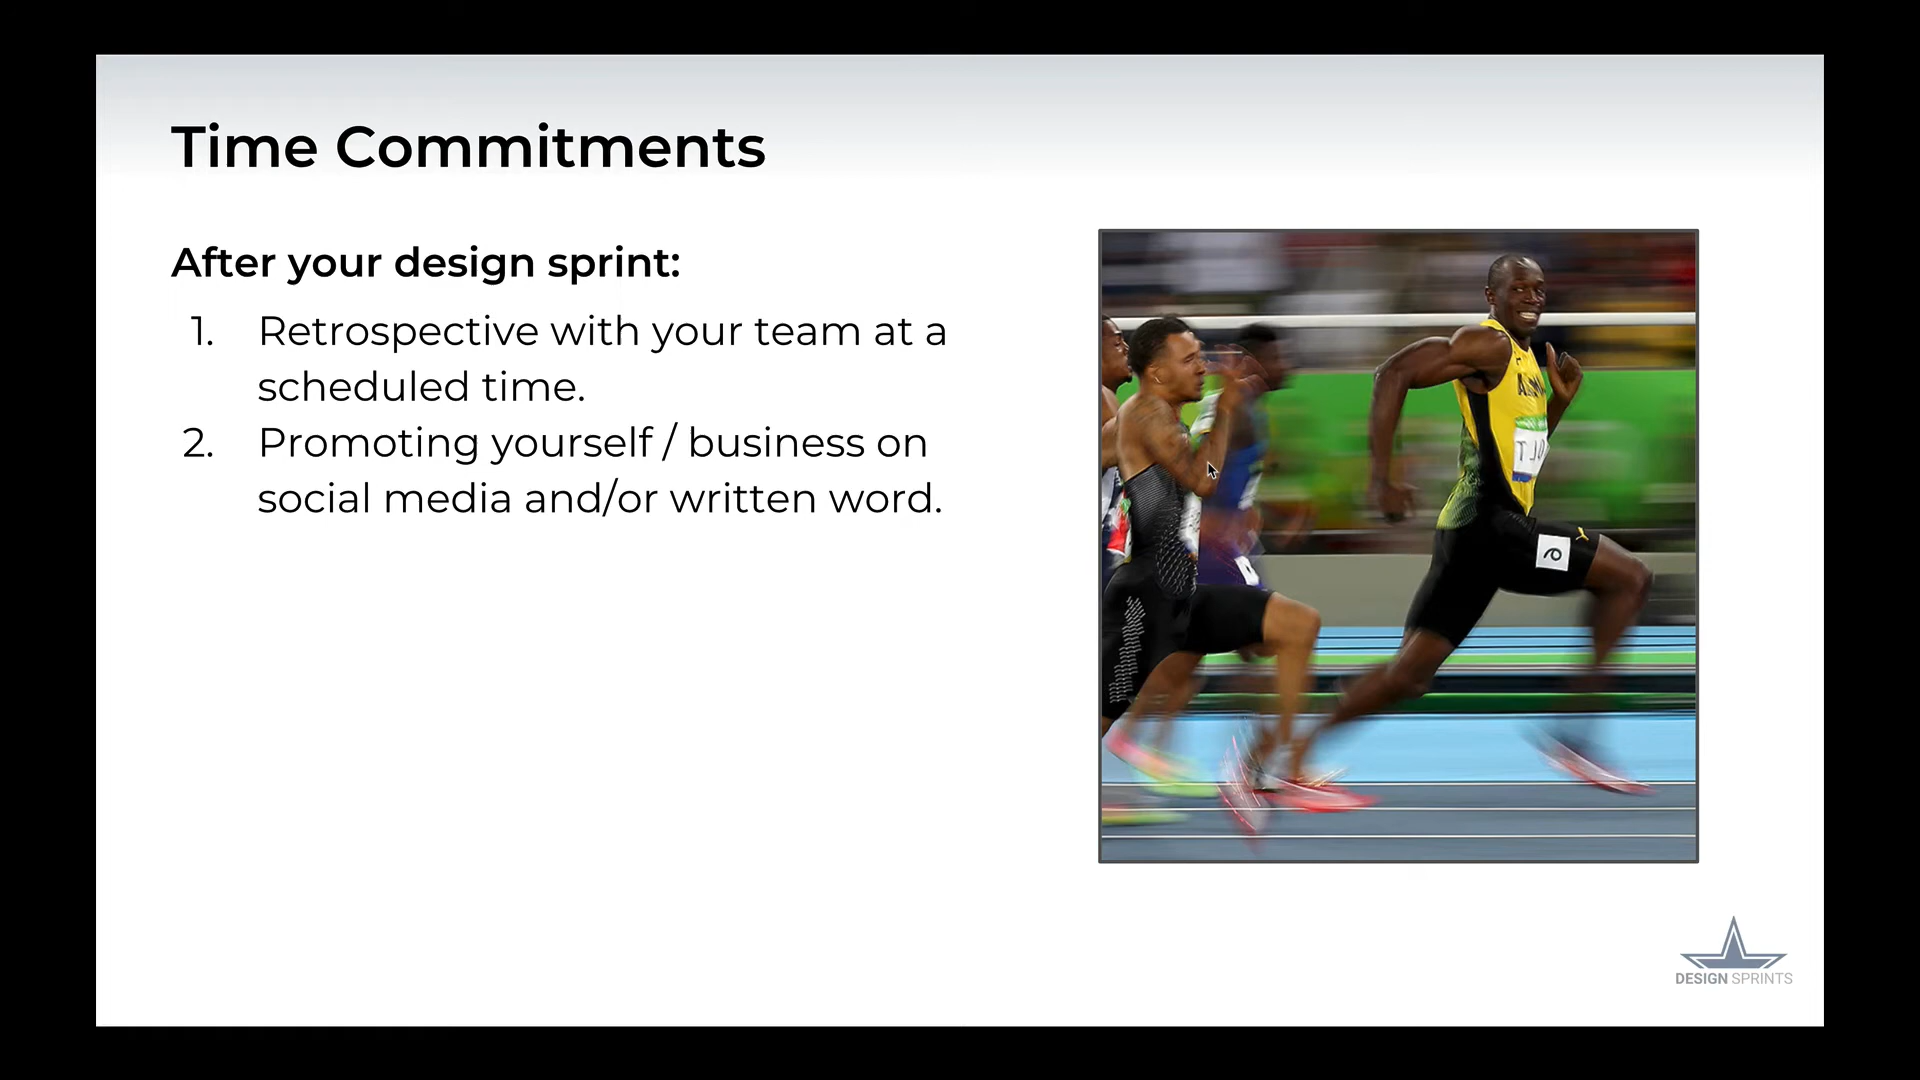 Time Commitments
After your design sprint:
1. Retrospective with your team at a
scheduled time.
2. Promoting yourself / business on
social media and/or written word.
DESIGN SPRINTS